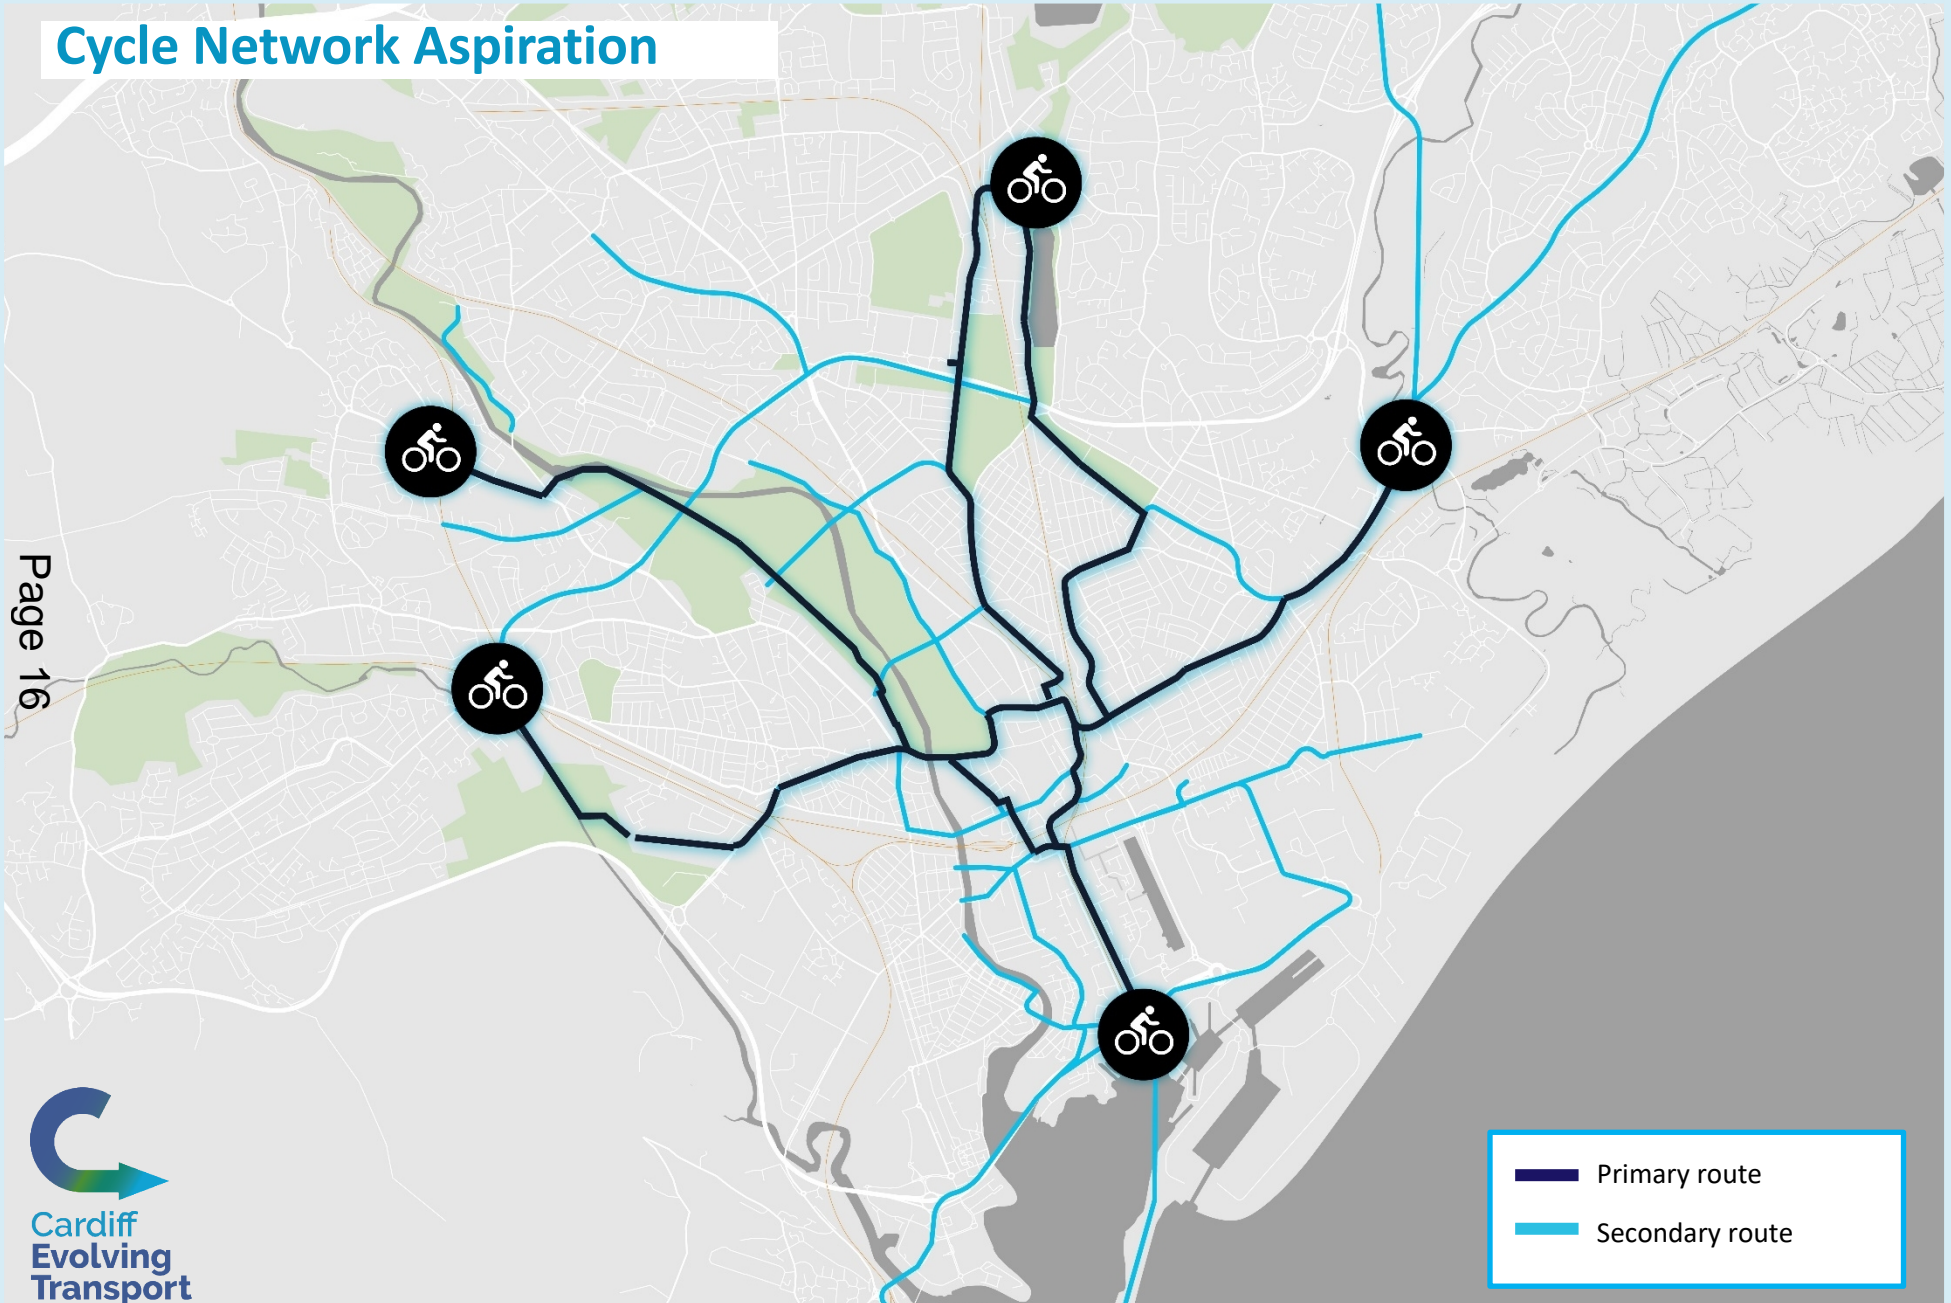 Cycle Network Aspiration
Page 16
Primary route
Secondary route
Cardiff
Evolving
Transport